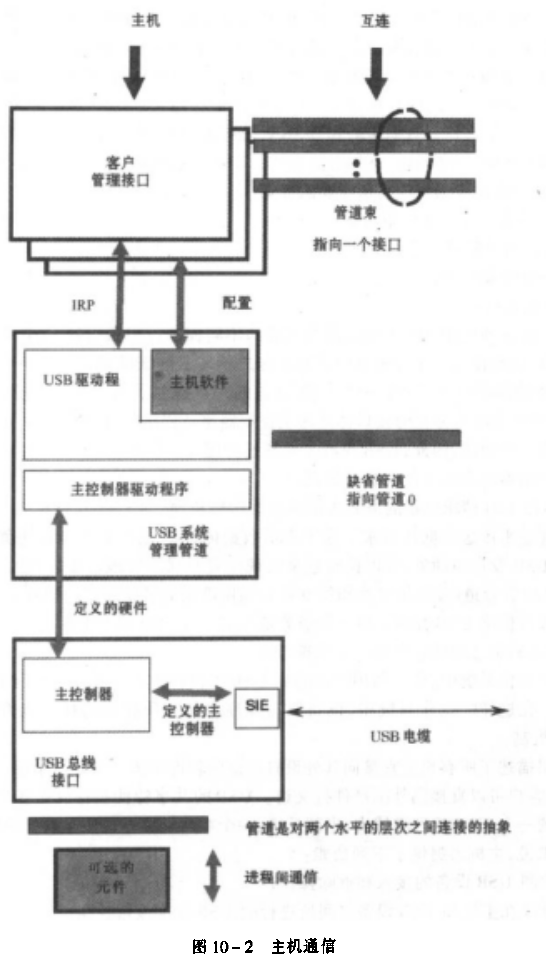 主机
互连
客户
管理接口
管道束
指向一个接口
IRP
配置
USB驱动程
主机软件
主控制器驱动程序
缺省管道
指向管道0
USB系统
管理管道
定义的硬件
主控制器
定义的主
控制器
SIE
USB总线
接口
USB电缆
管道是对两个水平的层次之间连接的抽象
可选的
元件
进程间通信
图10-2 主机通信